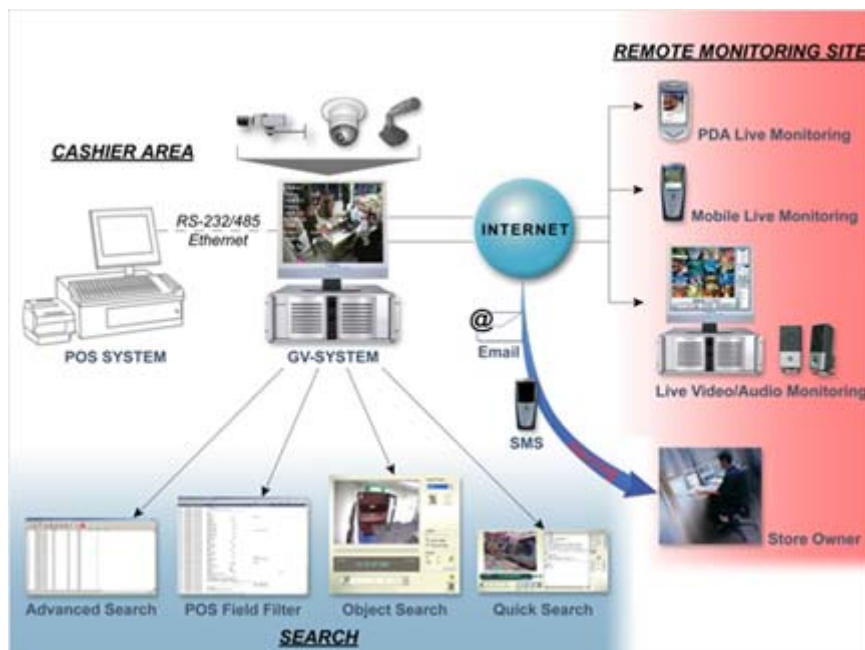 REMOTE MONITORING SITE
CASHIER AREA
PDA Live Monitoring
RS-232/485
Ethernet
INTERNET
Mobile Live Monitoring
POS SYSTEM
GV-SYSTEM
@
Email
Live Video/Audio Monitoring
SMS
Store Owner
Advanced Search
POS Field Filter
Object Search
Quick Search
SEARCH